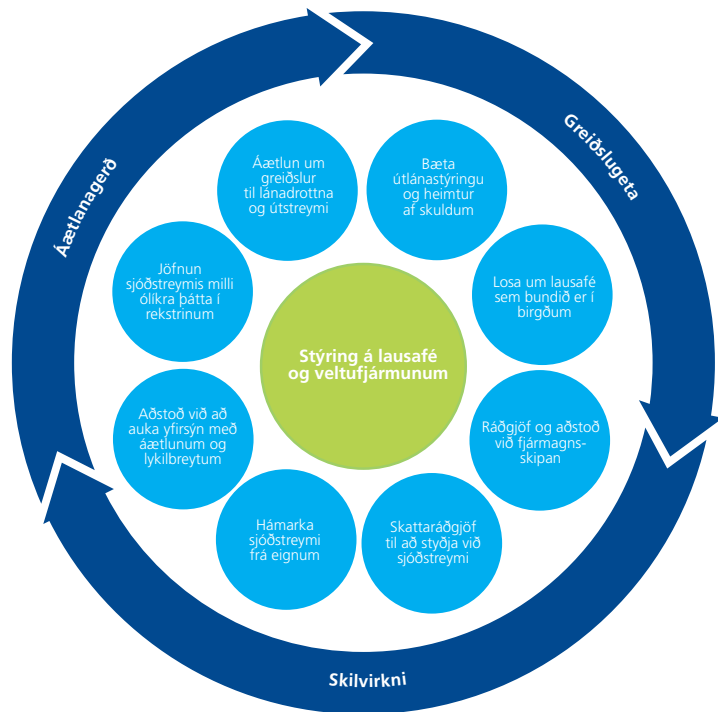 Áætlanagerð
Greiðslugeta
Skilvirkni
Stýring á lausafé
og veltufjármunum
Bæta
útlánastýringu
og heimtur
af skuldum
Losa um lausafé
sem bundið er í
birgðum
Ráðgjöf og aðstoð
við fjármagns-
skipan
Skattaráðgjöf
til að styðja við
sjóðstreymi
Hámarka
sjóðstreymi
frá eignum
Aðstoð við að
auka yfirsýn með
áætlunum og
lykilbreytum
Jöfnun
sjóðstreymis milli
ólíkra þátta í
rekstrinum
Áætlun um
greiðslur
til lánadrottna
og útstreymi